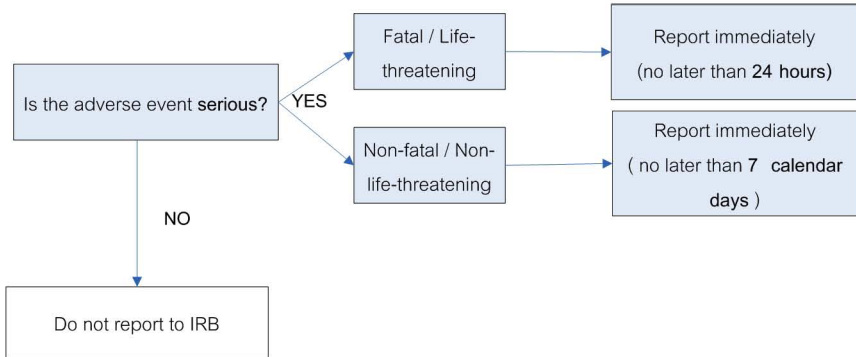 Is the adverse event serious?
YES
Fatal / Life-
threatening
Report immediately
(no later than 24 hours)
Non-fatal / Non-
life-threatening
Report immediately
( no later than 7 calendar
days )
NO
Do not report to IRB